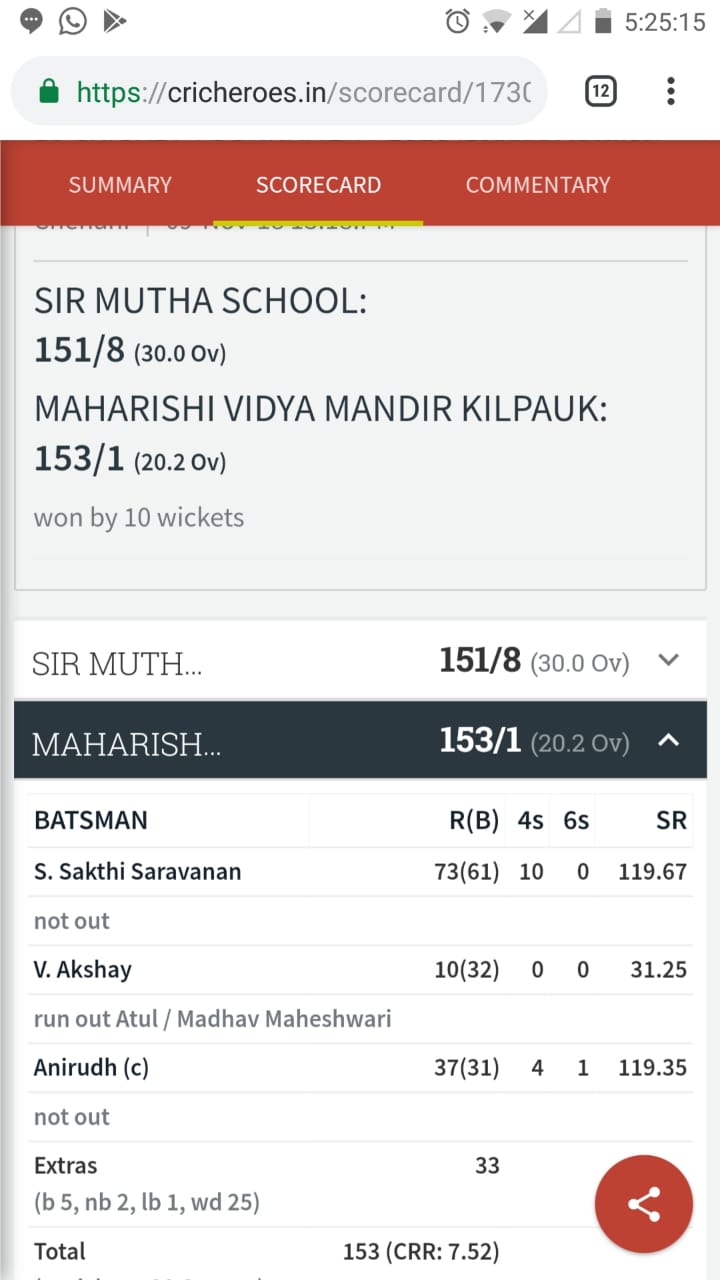 5:25:15
https://cricheroes.in/scorecard/1730
12
SUMMARY SCORECARD COMMENTARY
SIR MUTHA SCHOOL:
151/8 (30.0 Ov)
MAHARISHI VIDYA MANDIR KILPAUK:
153/1 (20.2 Ov)
won by 10 wickets
SIR MUTH... 151/8 (30.0 Ov)
MAHARISH... 153/1 (20.2 Ov)
BATSMAN R(B) 4s 6s SR
S. Sakthi Saravanan 73(61) 10 0 119.67
not out
V. Akshay 10(32) 0 0 31.25
run out Atul / Madhav Maheshwari
Anirudh (c) 37(31) 4 1 119.35
not out
Extras 33
(b 5, nb 2, lb 1, wd 25)
Total 153 (CRR: 7.52)